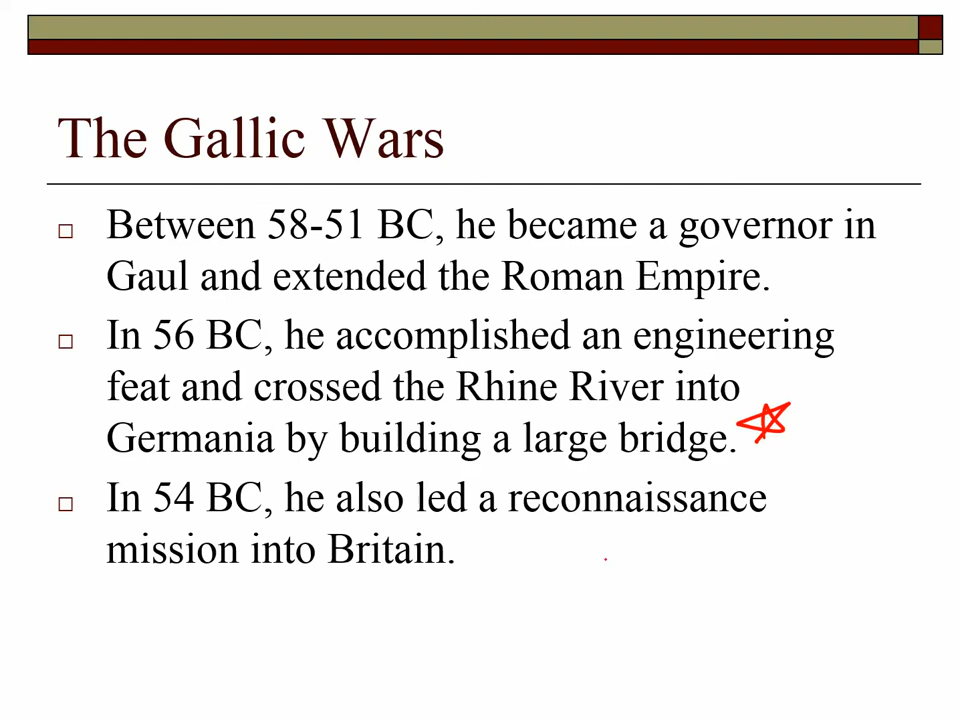 The Gallic Wars
Between 58-51 BC, he became a governor in
Gaul and extended the Roman Empire.
In 56 BC, he accomplished an engineering
feat and crossed the Rhine River into
Germania by building a large bridge.
In 54 BC, he also led a reconnaissance
mission into Britain.